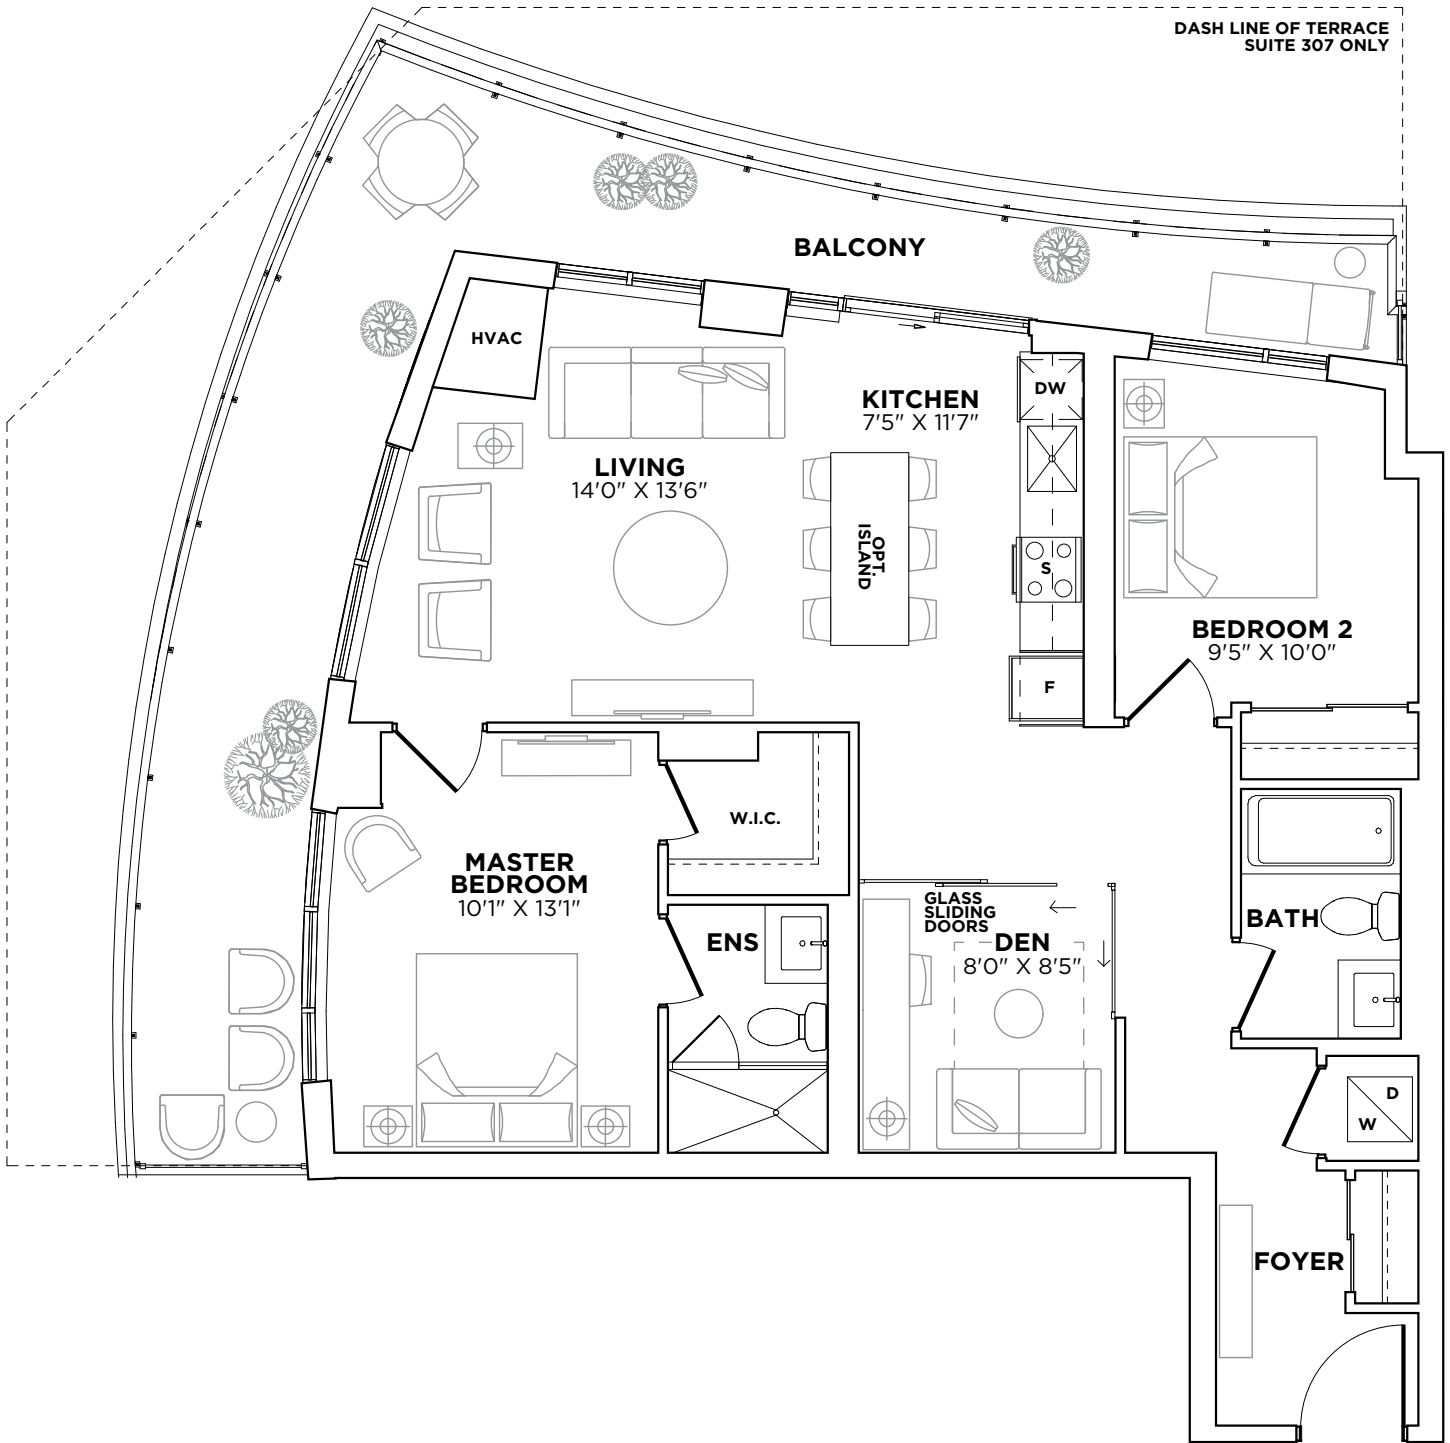 DASH LINE OF TERRACE
SUITE 307 ONLY
BALCONY
HVAC
KITCHEN
7'5" X 11'7"
DW
LIVING
14'0" X 13'6"
OPT.
ISLAND
S
BEDROOM 2
9'5" X 10'0"
F
W.I.C.
MASTER
BEDROOM
10'1" X 13'1"
GLASS
SLIDING
DOORS
ENS
DEN
8'0" X 8'5"
BATH
D
W
FOYER